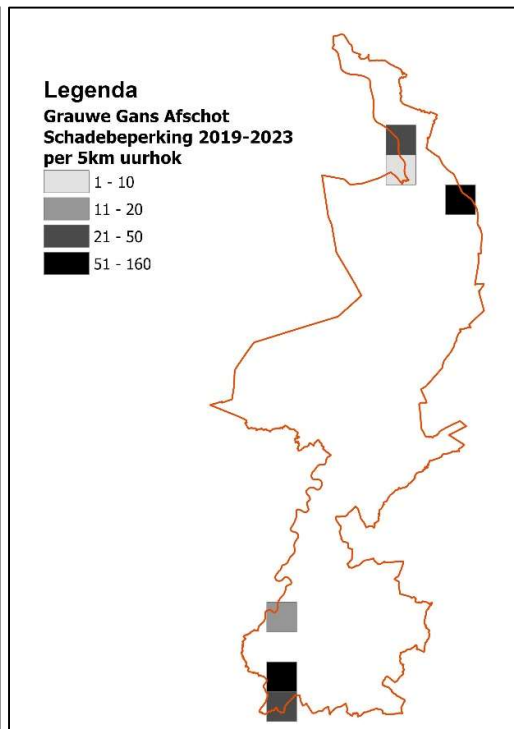 Legenda
Grauwe Gans Afschot
Schadebeperking 2019-2023
per 5km uurhok
1 - 10
11 - 20
21 - 50
51 - 160